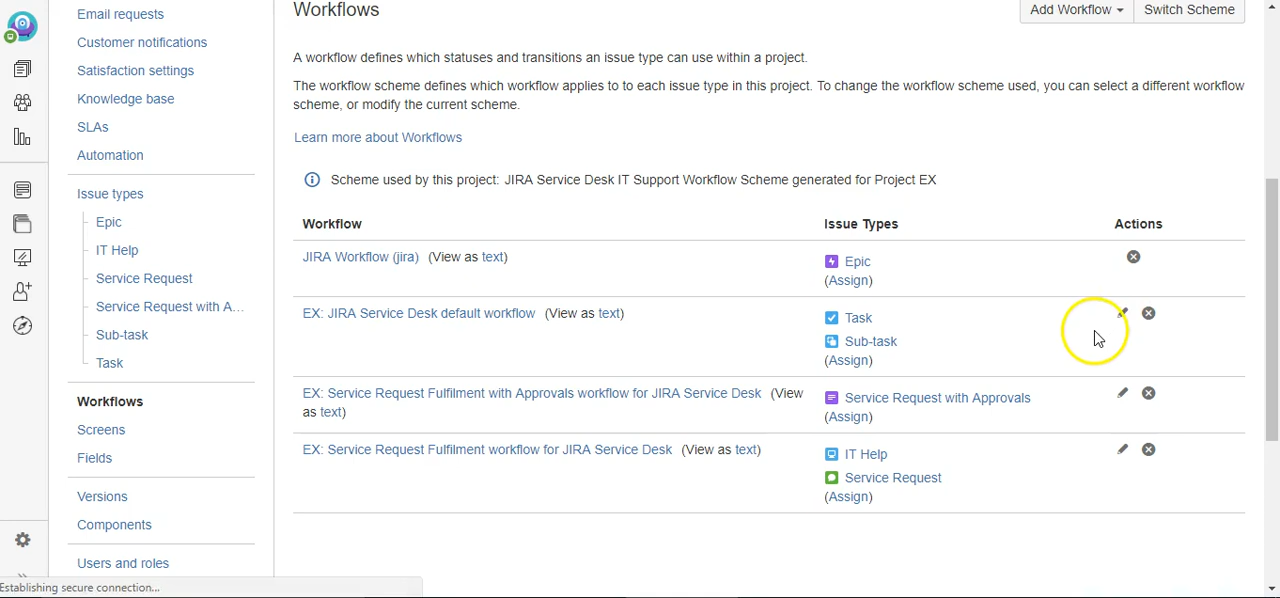 Email requests
Customer notifications
Satisfaction settings
Knowledge base
SLAs
Automation
Issue types
Epic
IT Help
Service Request
Service Request with A...
Sub-task
Task
Workflows
Screens
Fields
Versions
Components
Users and roles
Establishing secure connection...
Workflows
Add Workflow
Switch Scheme
A workflow defines which statuses and transitions an issue type can use within a project.
The workflow scheme defines which workflow applies to to each issue type in this project. To change the workflow scheme used, you can select a different workflow
scheme, or modify the current scheme.
Learn more about Workflows
Scheme used by this project: JIRA Service Desk IT Support Workflow Scheme generated for Project EX
Workflow Issue Types Actions
JIRA Workflow (jira) (View as text)
Epic
(Assign)
EX: JIRA Service Desk default workflow (View as text)
Task
Sub-task
(Assign)
EX: Service Request Fulfilment with Approvals workflow for JIRA Service Desk (View
as text)
Service Request with Approvals
(Assign)
EX: Service Request Fulfilment workflow for JIRA Service Desk (View as text)
IT Help
Service Request
(Assign)